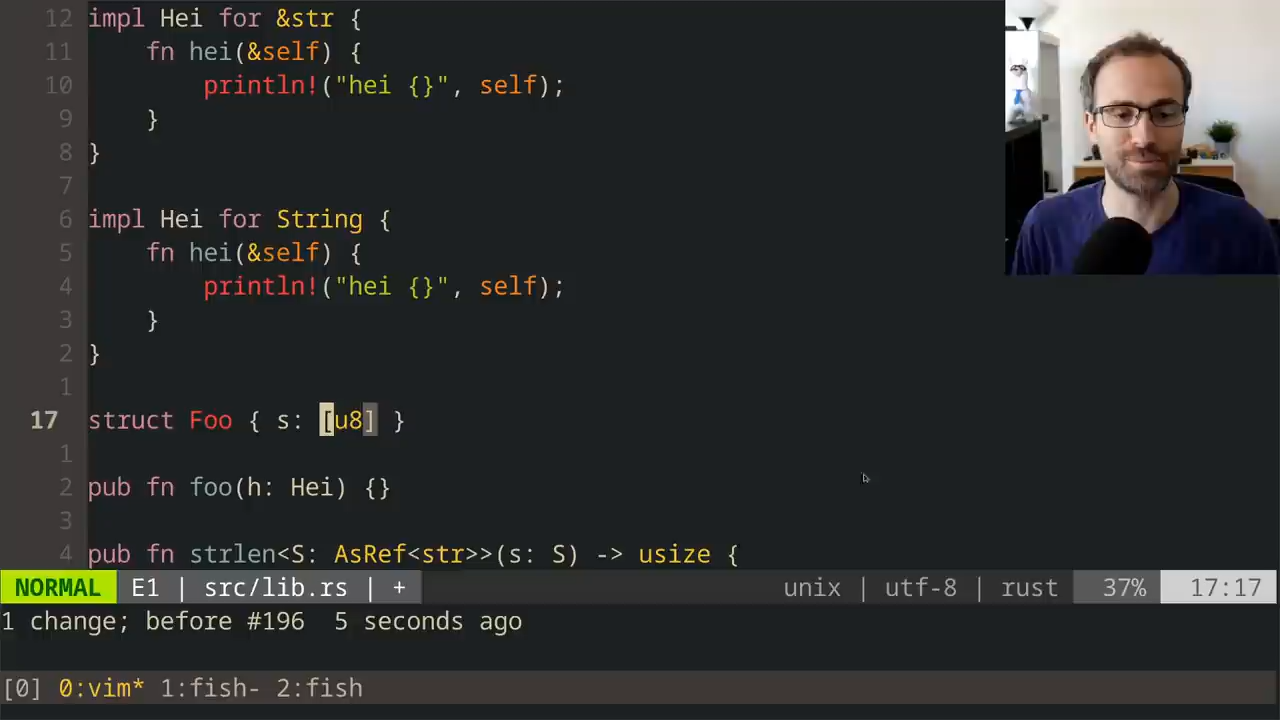 12 impl Hei for &str {
11     fn hei(&self) {
10         println!("hei {}", self);
9     }
8 }
7
6 impl Hei for String {
5     fn hei(&self) {
4         println!("hei {}", self);
3     }
2 }
1
17 struct Foo { s: [u8] }
1
2 pub fn foo(h: Hei) {}
3
4 pub fn strlen<S: AsRef<str>>(s: S) -> usize {
NORMAL E1 | src/lib.rs | + unix | utf-8 | rust 37% 17:17
1 change; before #196  5 seconds ago
[0] 0:vim* 1:fish- 2:fish